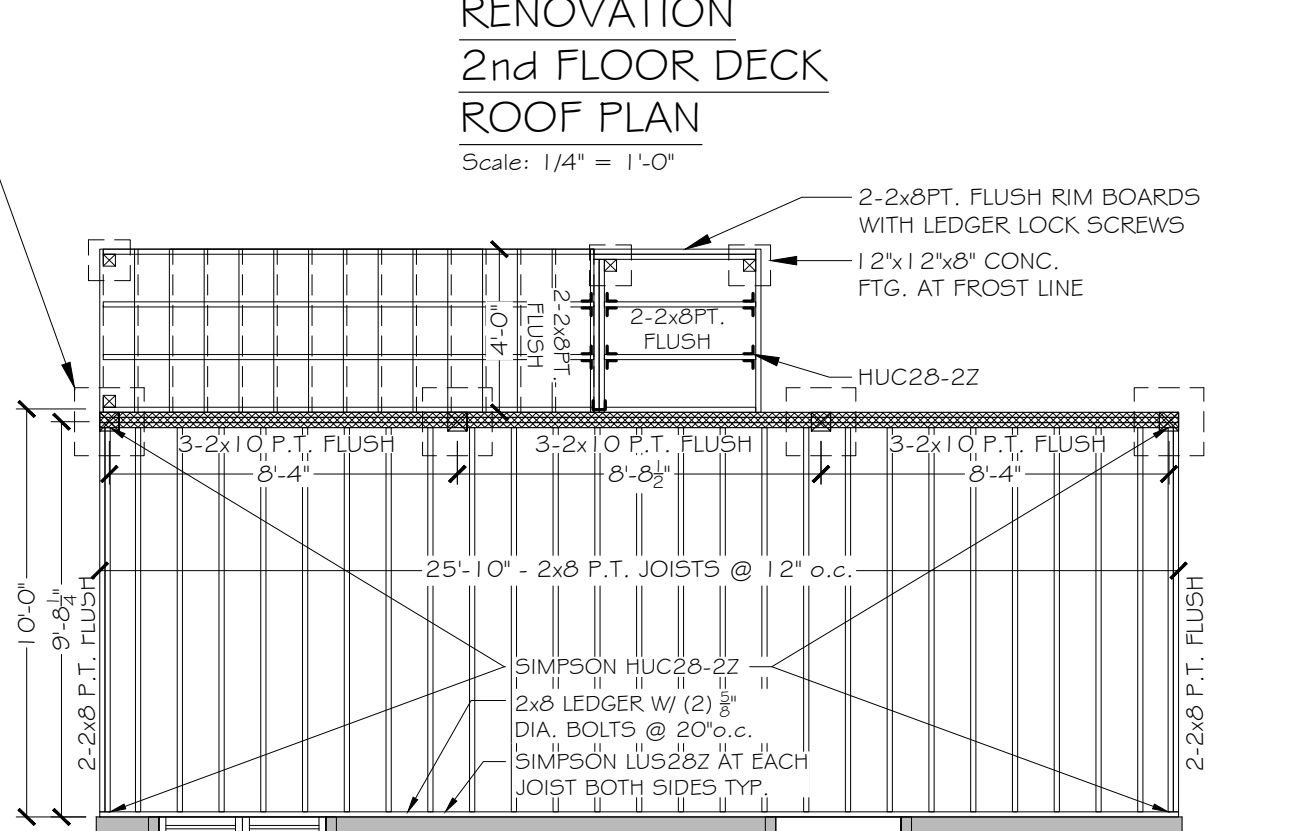 RENOVATION
2nd FLOOR DECK
ROOF PLAN
Scale: 1/4" = 1'-0"
2-2x8PT. FLUSH RIM BOARDS
WITH LEDGER LOCK SCREWS
12"x12"x8" CONC.
FTG. AT FROST LINE
4'-0"
2-2x8PT.
FLUSH
2-2x8PT.
FLUSH
HUC28-2Z
3-2x10 P.T. FLUSH
3-2x10 P.T. FLUSH
3-2x10 P.T. FLUSH
8'-4"
8'-8½"
8'-4"
25'-10" - 2x8 P.T. JOISTS @ 12" o.c.
10'-0"
9'-8¼"
2-2x8 P.T. FLUSH
2-2x8 P.T. FLUSH
SIMPSON HUC28-2Z
2x8 LEDGER W/ (2) ⅝"
DIA. BOLTS @ 20"o.c.
SIMPSON LUS28Z AT EACH
JOIST BOTH SIDES TYP.